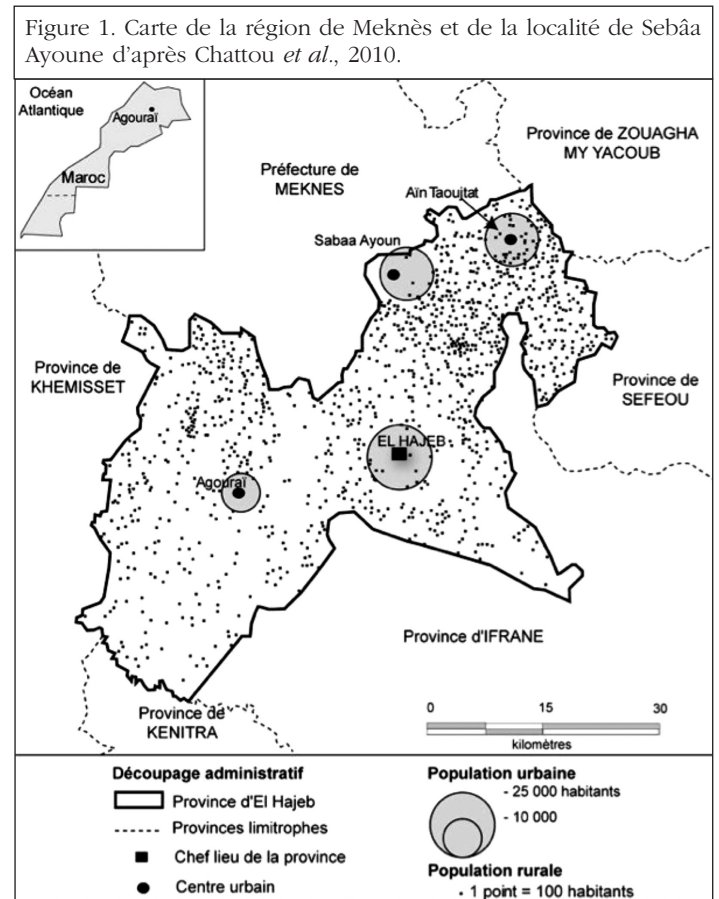 Figure 1. Carte de la région de Meknès et de la localité de Sebâa
Ayoune d'après Chattou et al., 2010.
Océan
Atlantique
Agouraï
Maroc
Province de ZOUAGHA
MY YACOUB
Préfecture de
MEKNES
Aïn Taoujtat
Sabaa Ayoun
Province de
KHEMISSET
Province de
SEFEOU
EL HAJEB
Agouraï
Province d'IFRANE
Province de
KENITRA
0 15 30
kilomètres
Découpage administratif
Province d'El Hajeb
Provinces limitrophes
Chef lieu de la province
Centre urbain
Population urbaine
- 25 000 habitants
- 10 000
Population rurale
. 1 point = 100 habitants